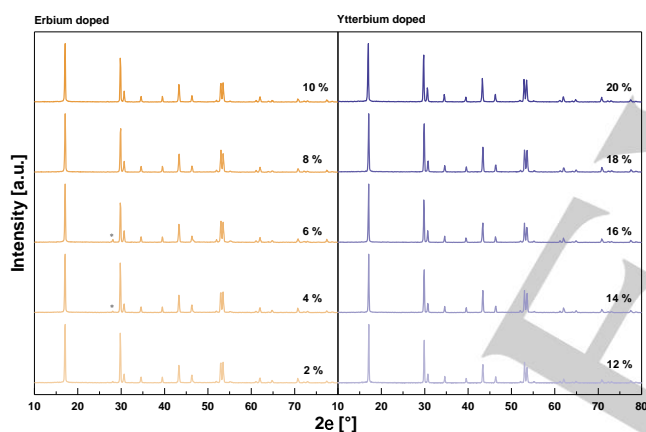 Erbium doped
Ytterbium doped
10 %
20 %
8 %
18 %
6 %
*
16 %
4 %
*
14 %
2 %
12 %
Intensity [a.u.]
10 20 30 40 50 60 70 10 20 30 40 50 60 70 80
2e [°]